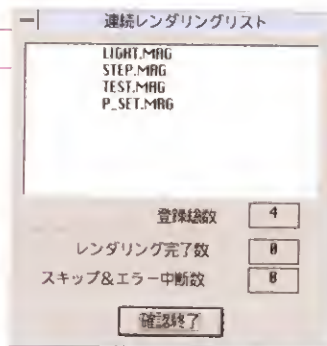 連続レンダリングリスト
LIGHT.MAG
STEP.MAG
TEST.MAG
P_SET.MAG
登録総数 4
レンダリング完了数 0
スキップ&エラー中断数 0
確認終了